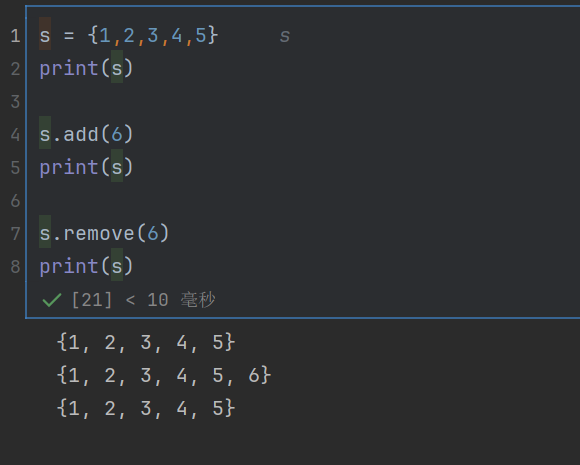 1 s = {1,2,3,4,5} s
2 print(s)
3
4 s.add(6)
5 print(s)
6
7 s.remove(6)
8 print(s)
[21] < 10 毫秒
{1, 2, 3, 4, 5}
{1, 2, 3, 4, 5, 6}
{1, 2, 3, 4, 5}